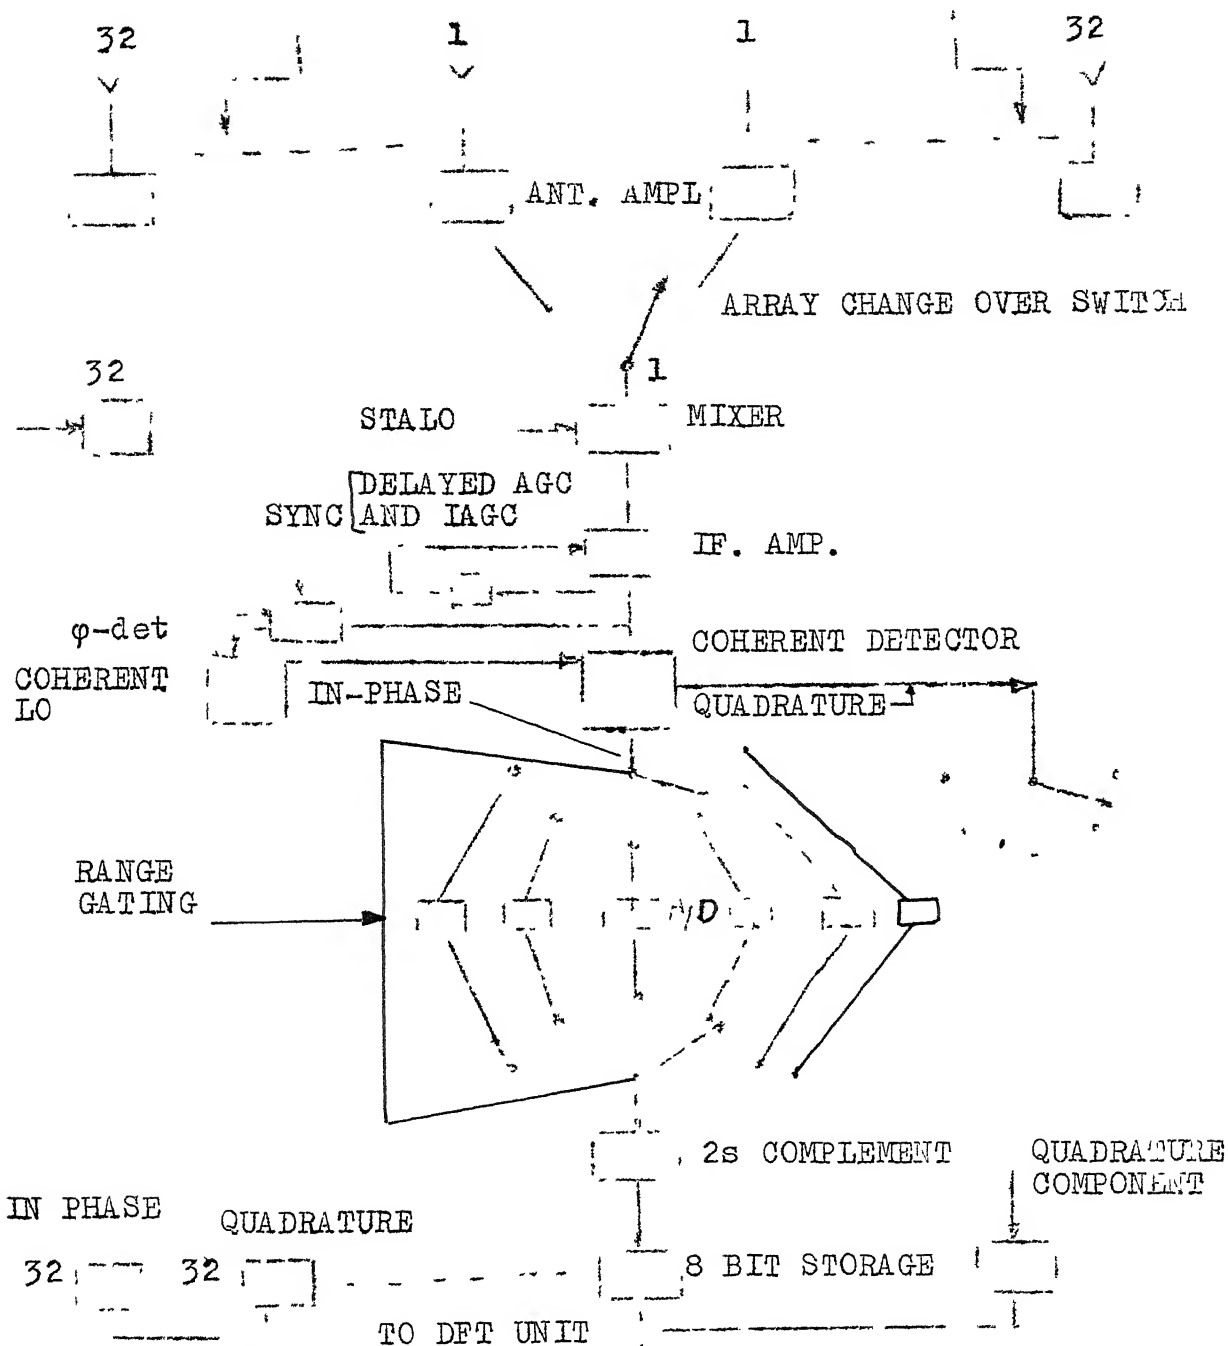 32 1 1 32
ANT. AMPL
ARRAY CHANGE OVER SWITCH
32 1
STALO MIXER
DELAYED AGC
SYNC AND IAGC
IF. AMP.
φ-det
COHERENT DETECTOR
COHERENT
LO
IN-PHASE
QUADRATURE
RANGE
GATING
A/D
2s COMPLEMENT
QUADRATURE
COMPONENT
IN PHASE
QUADRATURE
32 32
8 BIT STORAGE
TO DFT UNIT